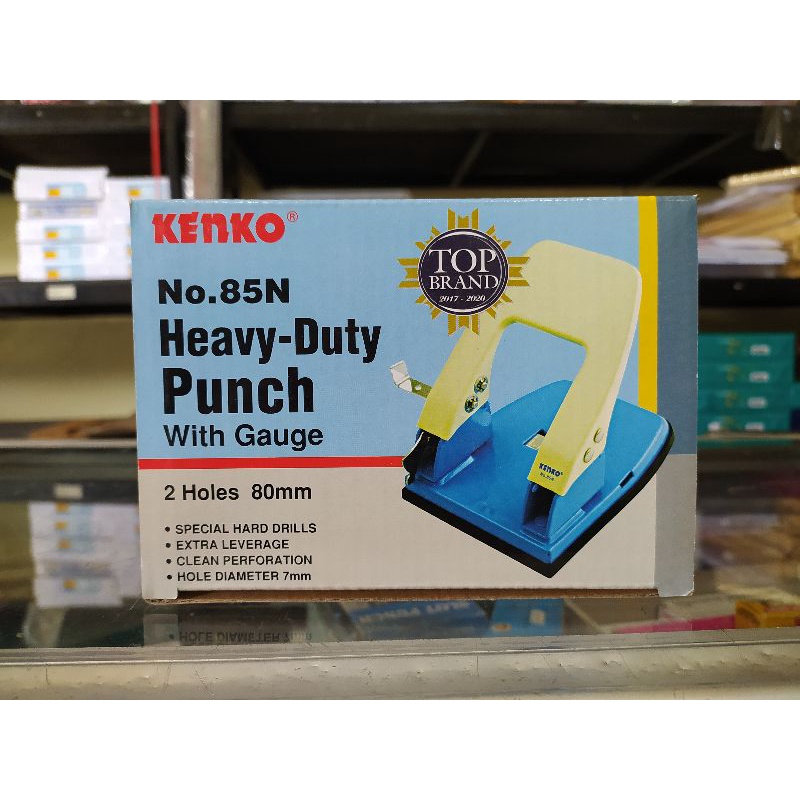 KENKO®
No.85N
Heavy-Duty
Punch
With Gauge
2 Holes 80mm
• SPECIAL HARD DRILLS
• EXTRA LEVERAGE
• CLEAN PERFORATION
• HOLE DIAMETER 7mm
TOP
BRAND
2017 - 2020
KENKO®